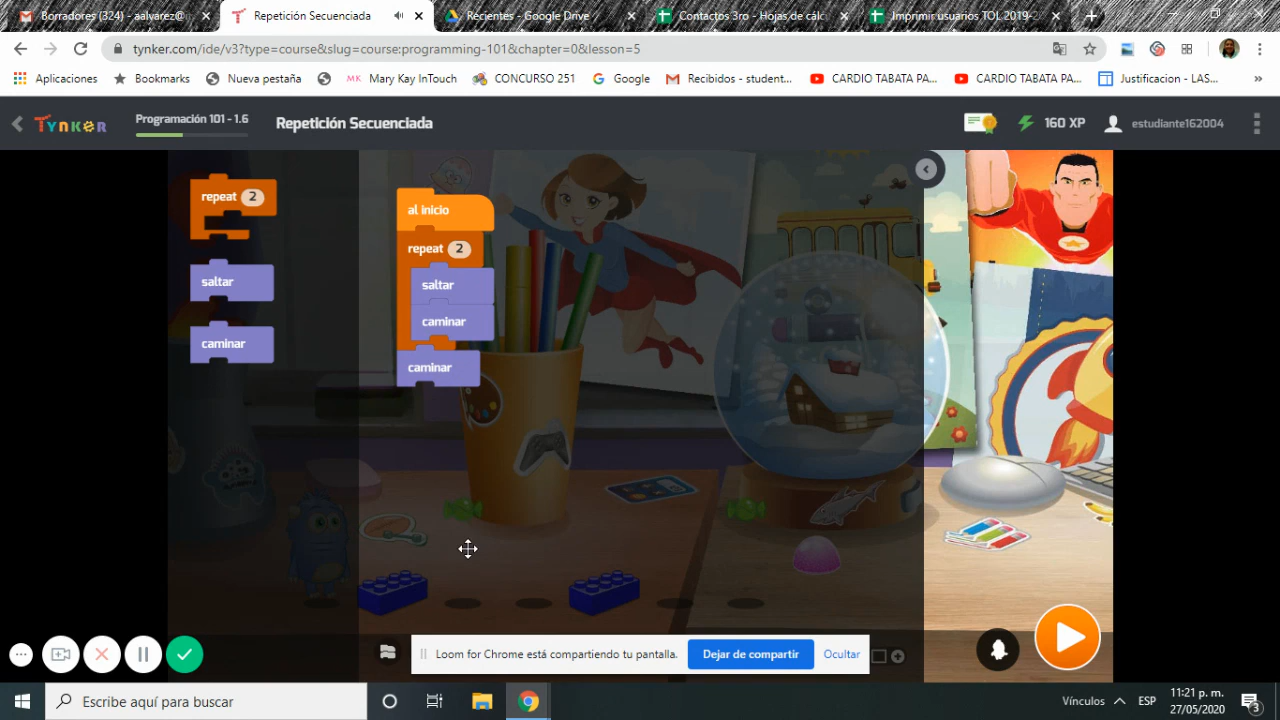 Borradores (324) - aalvarez@
Repetición Secuenciada
Recientes - Google Drive
Contactos 3ro - Hojas de cálc
Imprimir usuarios TOL 2019-2
tynker.com/ide/v3?type=course&slug=course:programming-101&chapter=0&lesson=5
Aplicaciones
Bookmarks
Nueva pestaña
MK Mary Kay InTouch
CONCURSO 251
Google
Recibidos - student...
CARDIO TABATA PA...
CARDIO TABATA PA...
Justificacion - LAS...
TYNKER
Programación 101 - 1.6
Repetición Secuenciada
160 XP
estudiante162004
repeat 2
saltar
caminar
al inicio
repeat 2
saltar
caminar
caminar
Loom for Chrome está compartiendo tu pantalla.
Dejar de compartir
Ocultar
Escribe aquí para buscar
Vínculos
ESP
11:21 p. m.
27/05/2020
3